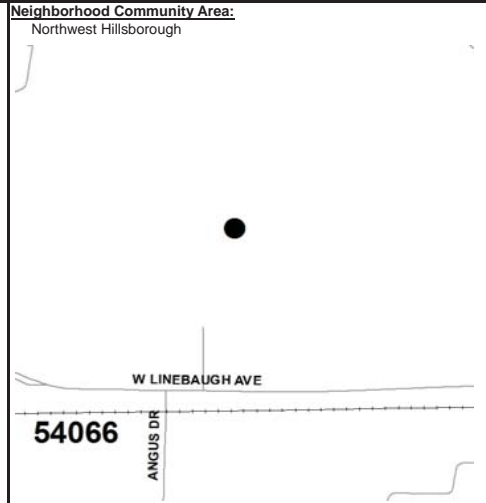 Neighborhood Community Area:
Northwest Hillsborough
W LINEBAUGH AVE
54066
ANGUS DR